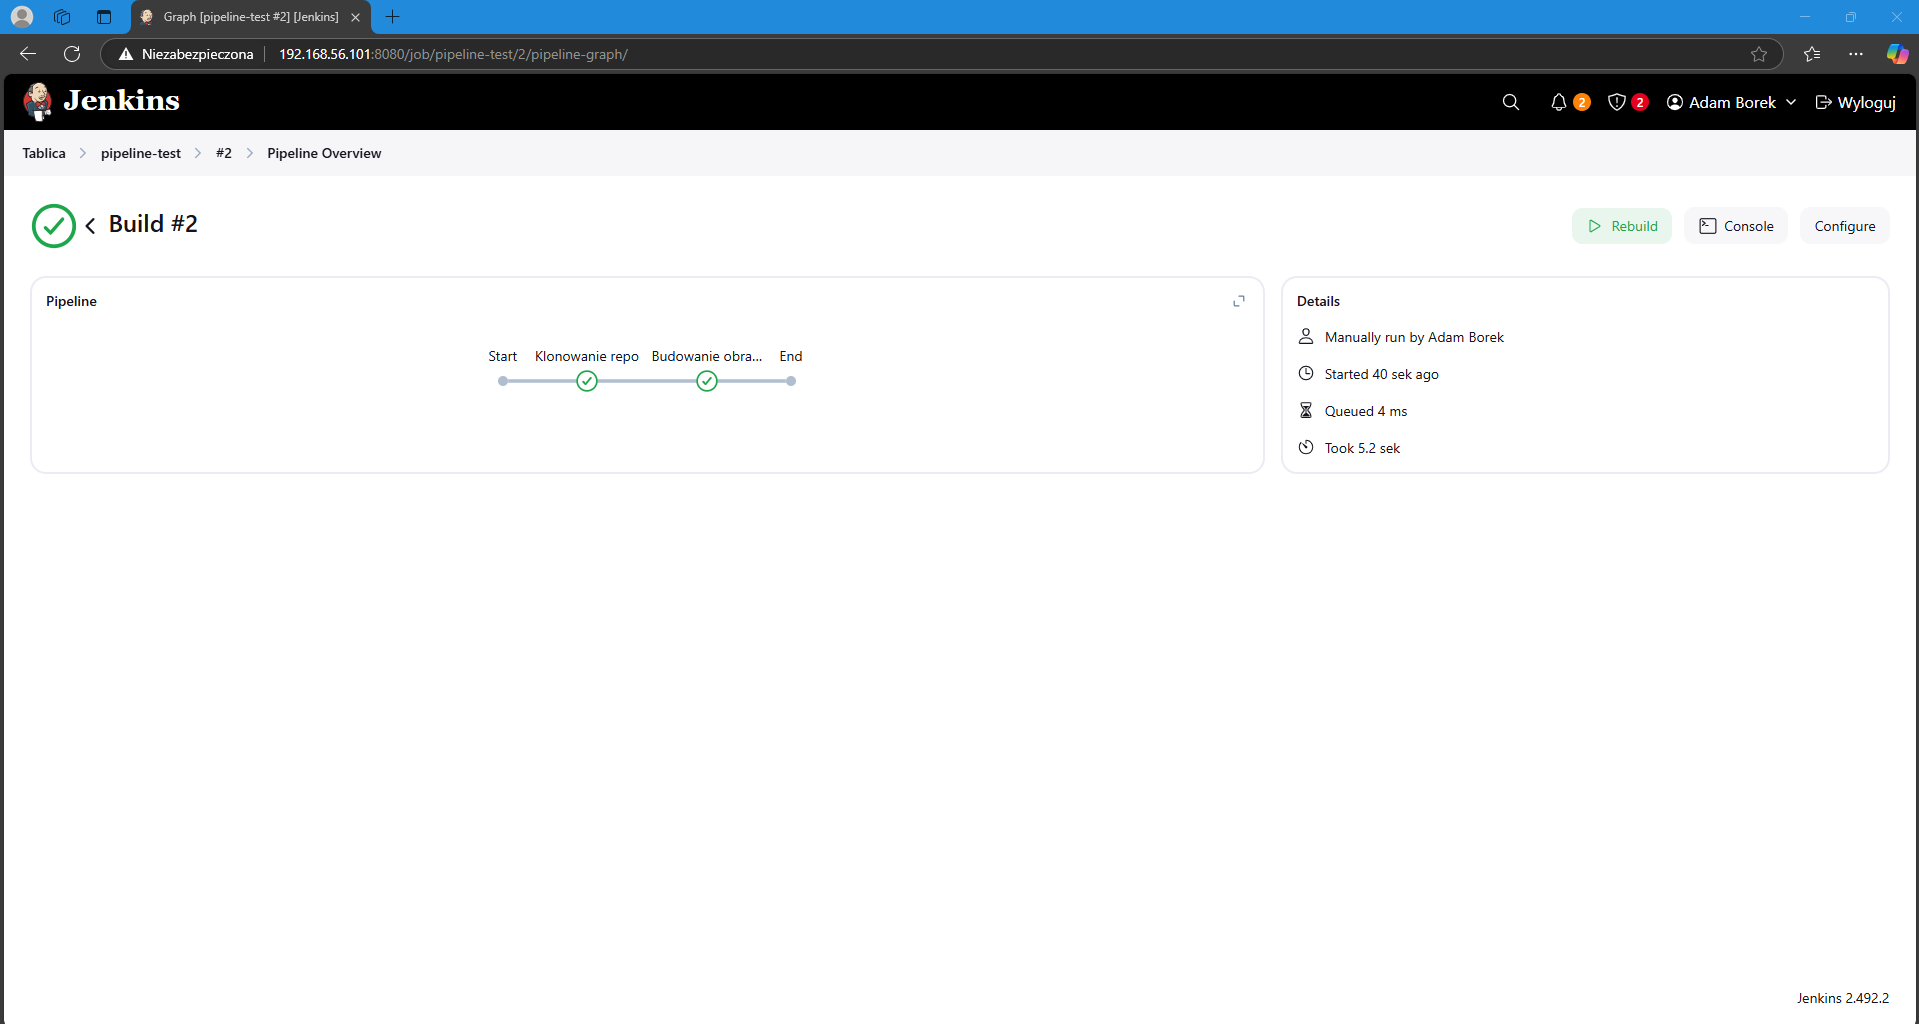 Graph [pipeline-test #2] [Jenkins]
Niezabezpieczona 192.168.56.101:8080/job/pipeline-test/2/pipeline-graph/
Jenkins
2
2
Adam Borek
Wyloguj
Tablica
pipeline-test
#2
Pipeline Overview
Build #2
Rebuild
Console
Configure
Pipeline
Start
Klonowanie repo
Budowanie obra...
End
Details
Manually run by Adam Borek
Started 40 sek ago
Queued 4 ms
Took 5.2 sek
Jenkins 2.492.2